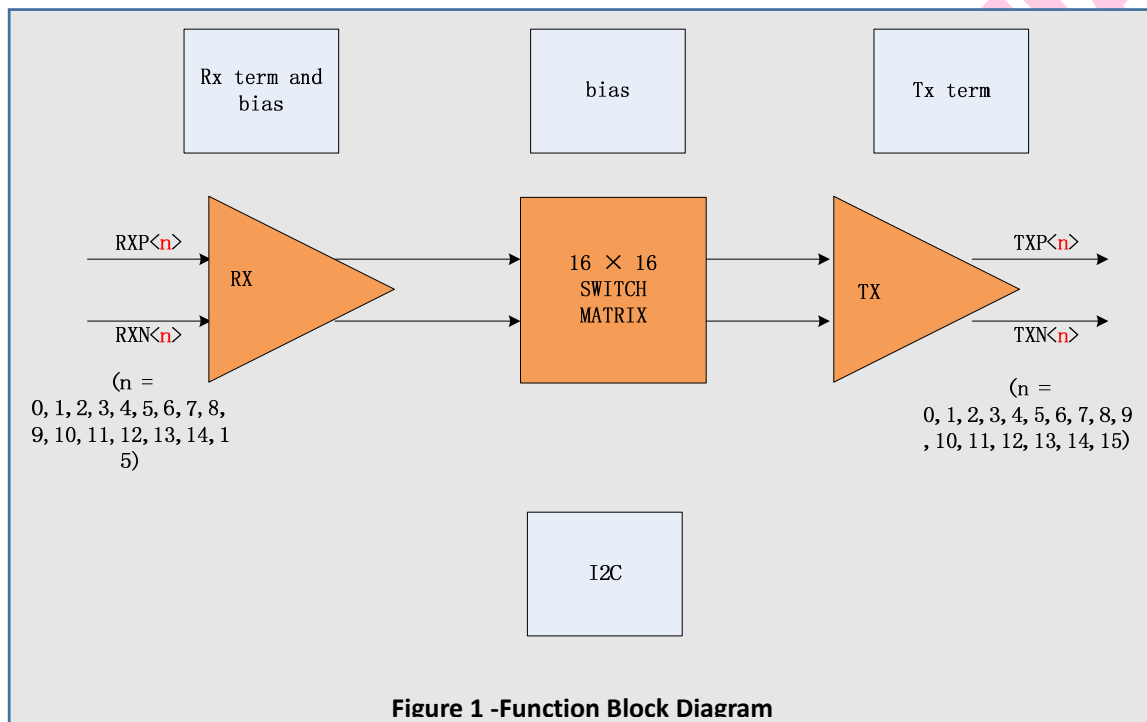 Rx term and
bias
bias
Tx term
RXP<n>
RX
RXN<n>
16 × 16
SWITCH
MATRIX
TX
TXP<n>
TXN<n>
(n =
0, 1, 2, 3, 4, 5, 6, 7, 8,
9, 10, 11, 12, 13, 14, 1
5)
(n =
0, 1, 2, 3, 4, 5, 6, 7, 8, 9
, 10, 11, 12, 13, 14, 15)
I2C
Figure 1 -Function Block Diagram